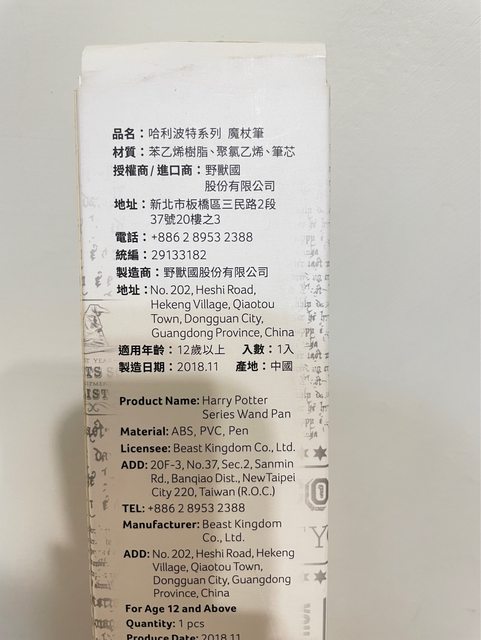 品名：哈利波特系列 魔杖筆
材質：苯乙烯樹脂、聚氯乙烯、筆芯
授權商/進口商：野獸國
股份有限公司
地址：新北市板橋區三民路2段
37號20樓之3
電話：+886 2 8953 2388
統編：29133182
製造商：野獸國股份有限公司
地址：No. 202, Heshi Road,
Hekeng Village, Qiaotou
Town, Dongguan City,
Guangdong Province, China
適用年齡：12歲以上 入數：1入
製造日期：2018.11 產地：中國
Product Name: Harry Potter
Series Wand Pan
Material: ABS, PVC, Pen
Licensee: Beast Kingdom Co., Ltd.
ADD: 20F-3, No.37, Sec.2, Sanmin
Rd., Banqiao Dist., New Taipei
City 220, Taiwan (R.O.C.)
TEL: +886 2 8953 2388
Manufacturer: Beast Kingdom
Co., Ltd.
ADD: No. 202, Heshi Road, Hekeng
Village, Qiaotou Town,
Dongguan City, Guangdong
Province, China
For Age 12 and Above
Quantity: 1 pcs
Produce Date: 2018.11